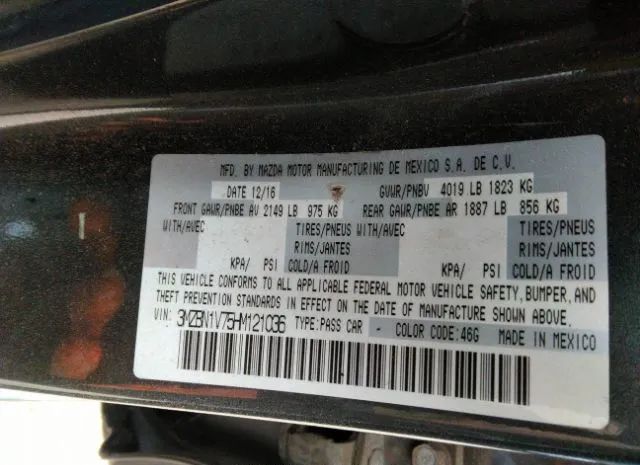 MFD. BY MAZDA MOTOR MANUFACTURING DE MEXICO S.A. DE C.V.
DATE 12/16 GVWR/PNBV 4019 LB 1823 KG
FRONT GAWR/PNBE AV 2149 LB 975 KG REAR GAWR/PNBE AR 1887 LB 856 KG
WITH/AVEC TIRES/PNEUS WITH/AVEC TIRES/PNEUS
RIMS/JANTES RIMS/JANTES
KPA/ PSI COLD/A FROID KPA/ PSI COLD/A FROID
THIS VEHICLE CONFORMS TO ALL APPLICABLE FEDERAL MOTOR VEHICLE SAFETY, BUMPER, AND
THEFT PREVENTION STANDARDS IN EFFECT ON THE DATE OF MANUFACTURE SHOWN ABOVE.
VIN: 3MZBN1V75HM121036 TYPE:PASS CAR COLOR CODE:46G MADE IN MEXICO